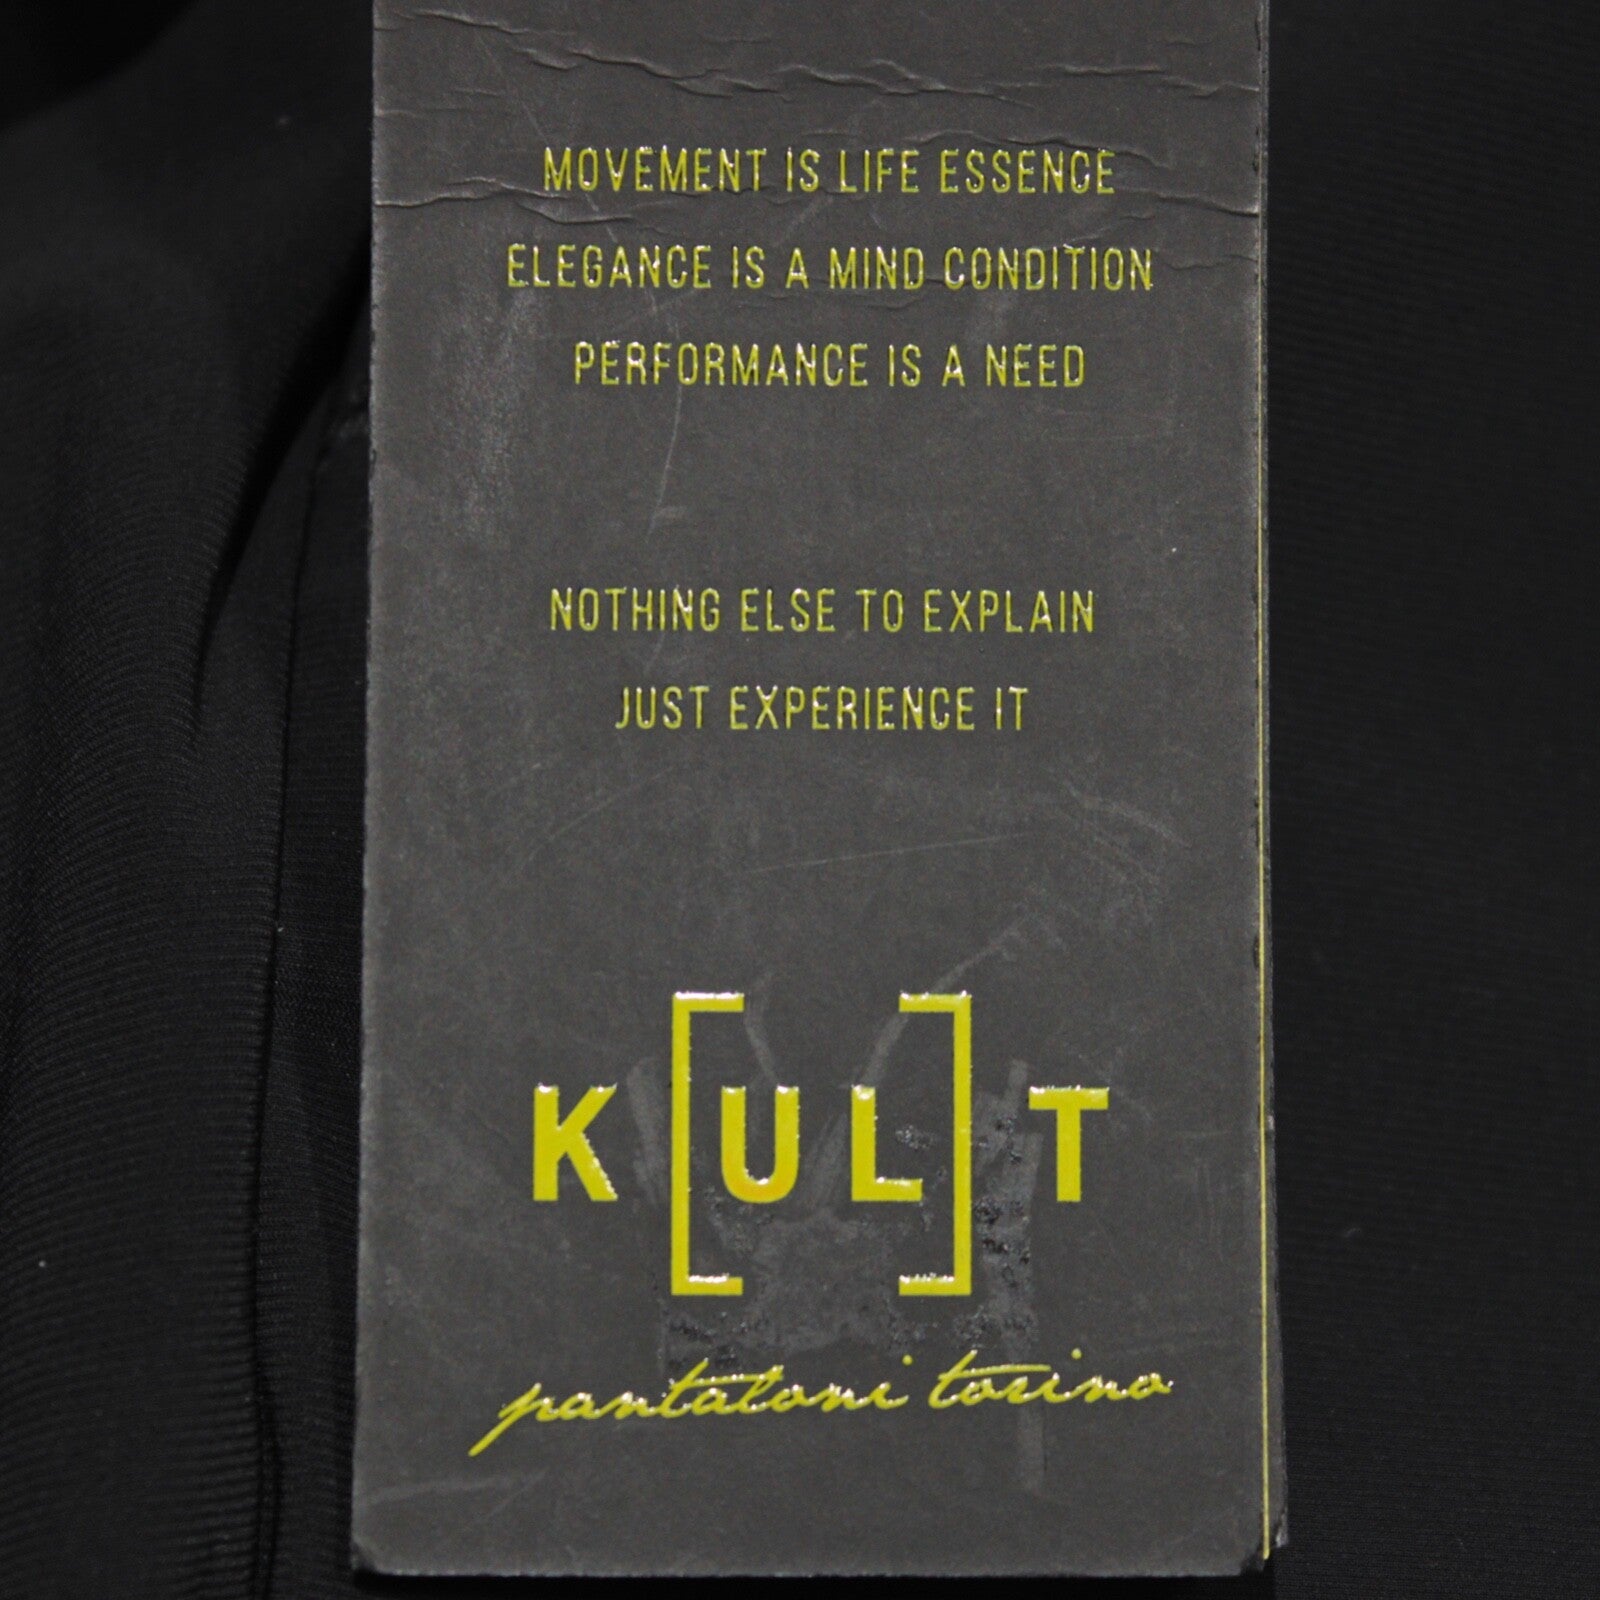 MOVEMENT IS LIFE ESSENCE
ELEGANCE IS A MIND CONDITION
PERFORMANCE IS A NEED
NOTHING ELSE TO EXPLAIN
JUST EXPERIENCE IT
K[UL]T
pantaloni torino